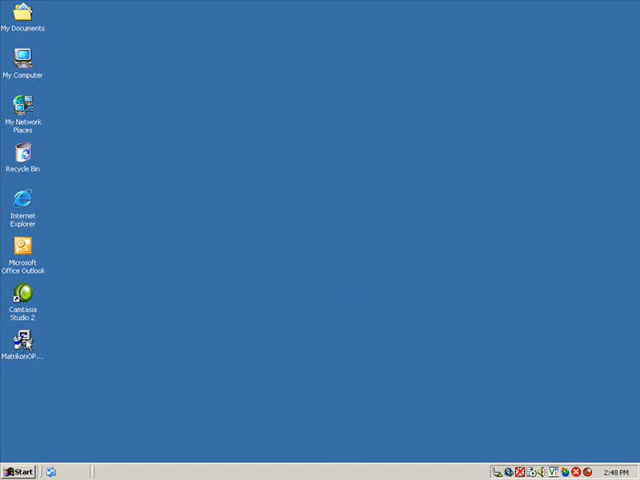 My Documents
My Computer
My Network
Places
Recycle Bin
Internet
Explorer
Microsoft
Office Outlook
Camtasia
Studio 2
MatrikonOP...
Start
2:48 PM